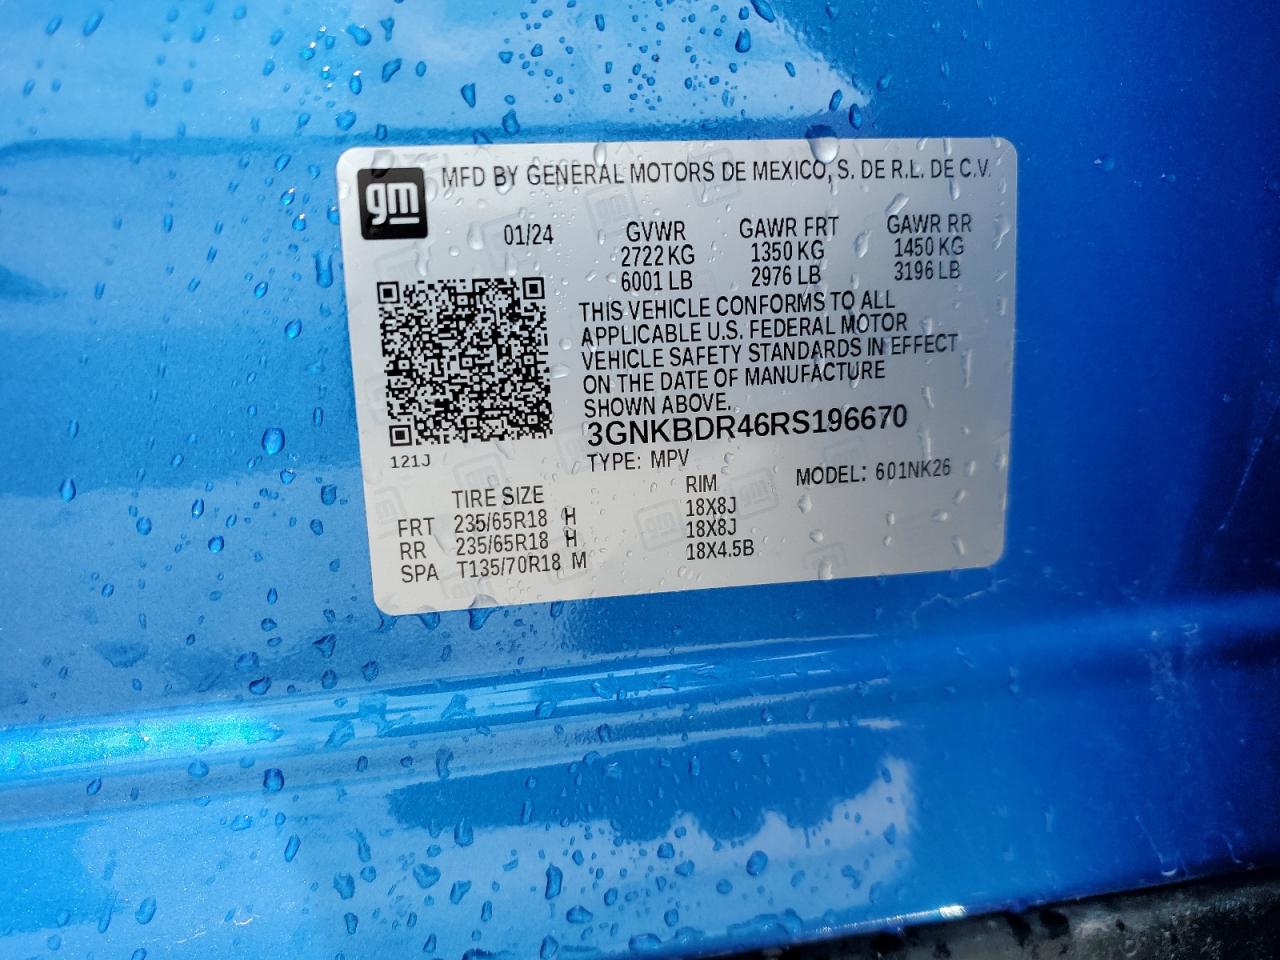 gm
MFD BY GENERAL MOTORS DE MEXICO, S. DE R.L. DE C.V.
01/24 GVWR GAWR FRT GAWR RR
2722 KG 1350 KG 1450 KG
6001 LB 2976 LB 3196 LB
THIS VEHICLE CONFORMS TO ALL
APPLICABLE U.S. FEDERAL MOTOR
VEHICLE SAFETY STANDARDS IN EFFECT
ON THE DATE OF MANUFACTURE
SHOWN ABOVE.
3GNKBDR46RS196670
121J
TYPE: MPV MODEL: 601NK26
TIRE SIZE RIM
FRT 235/65R18 H 18X8J
RR 235/65R18 H 18X8J
SPA T135/70R18 M 18X4.5B